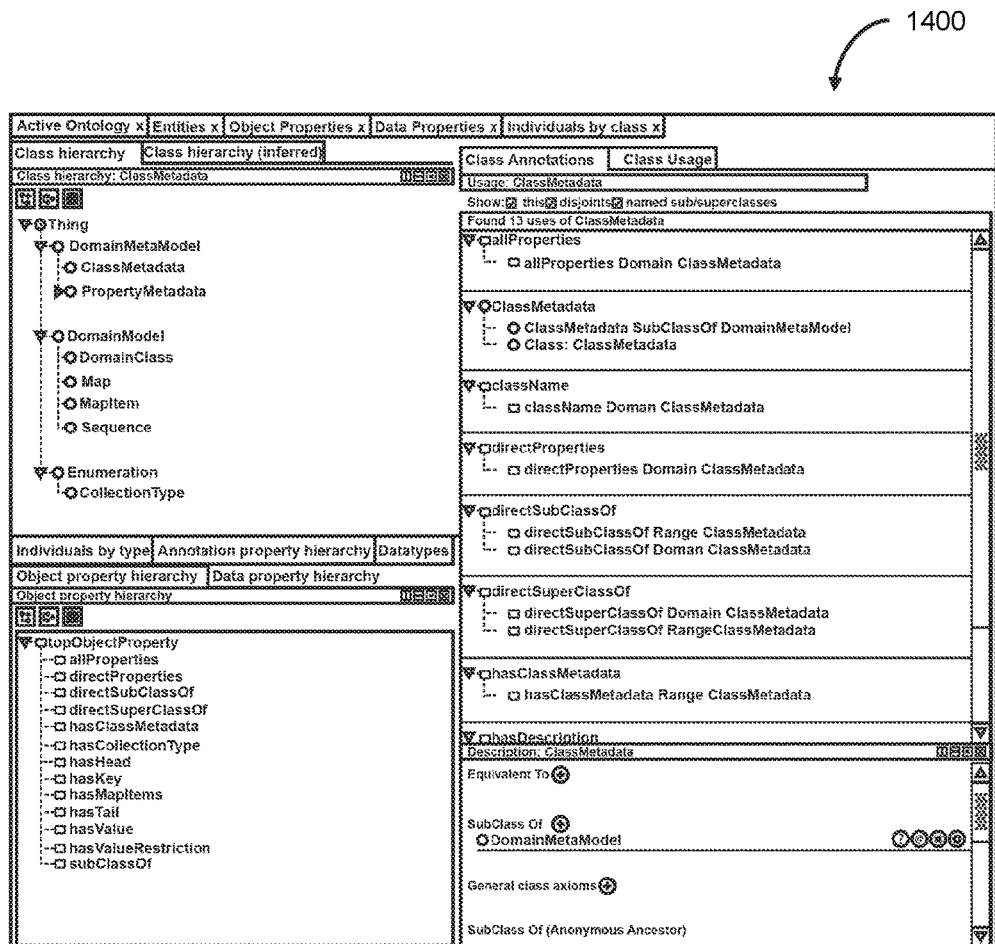 1400
Active Ontology x Entities x Object Properties x Data Properties x Individuals by class x
Class hierarchy Class hierarchy (inferred)
Class hierarchy: ClassMetadata
Thing
DomainMetaModel
ClassMetadata
PropertyMetadata
DomainModel
DomainClass
Map
MapItem
Sequence
Enumeration
CollectionType
Individuals by type Annotation property hierarchy Datatypes
Object property hierarchy Data property hierarchy
Object property hierarchy
topObjectProperty
allProperties
directProperties
directSubClassOf
directSuperClassOf
hasClassMetadata
hasCollectionType
hasHead
hasKey
hasMapItems
hasTail
hasValue
hasValueRestriction
subClassOf
Class Annotations Class Usage
Usage: ClassMetadata
Show: this disjoints named sub/superclasses
Found 13 uses of ClassMetadata
allProperties
allProperties Domain ClassMetadata
ClassMetadata
ClassMetadata SubClassOf DomainMetaModel
Class: ClassMetadata
className
className Doman ClassMetadata
directProperties
directProperties Domain ClassMetadata
directSubClassOf
directSubClassOf Range ClassMetadata
directSubClassOf Doman ClassMetadata
directSuperClassOf
directSuperClassOf Domain ClassMetadata
directSuperClassOf RangeClassMetadata
hasClassMetadata
hasClassMetadata Range ClassMetadata
hasDescription
Description: ClassMetadata
Equivalent To
SubClass Of
DomainMetaModel
General class axioms
SubClass Of (Anonymous Ancestor)